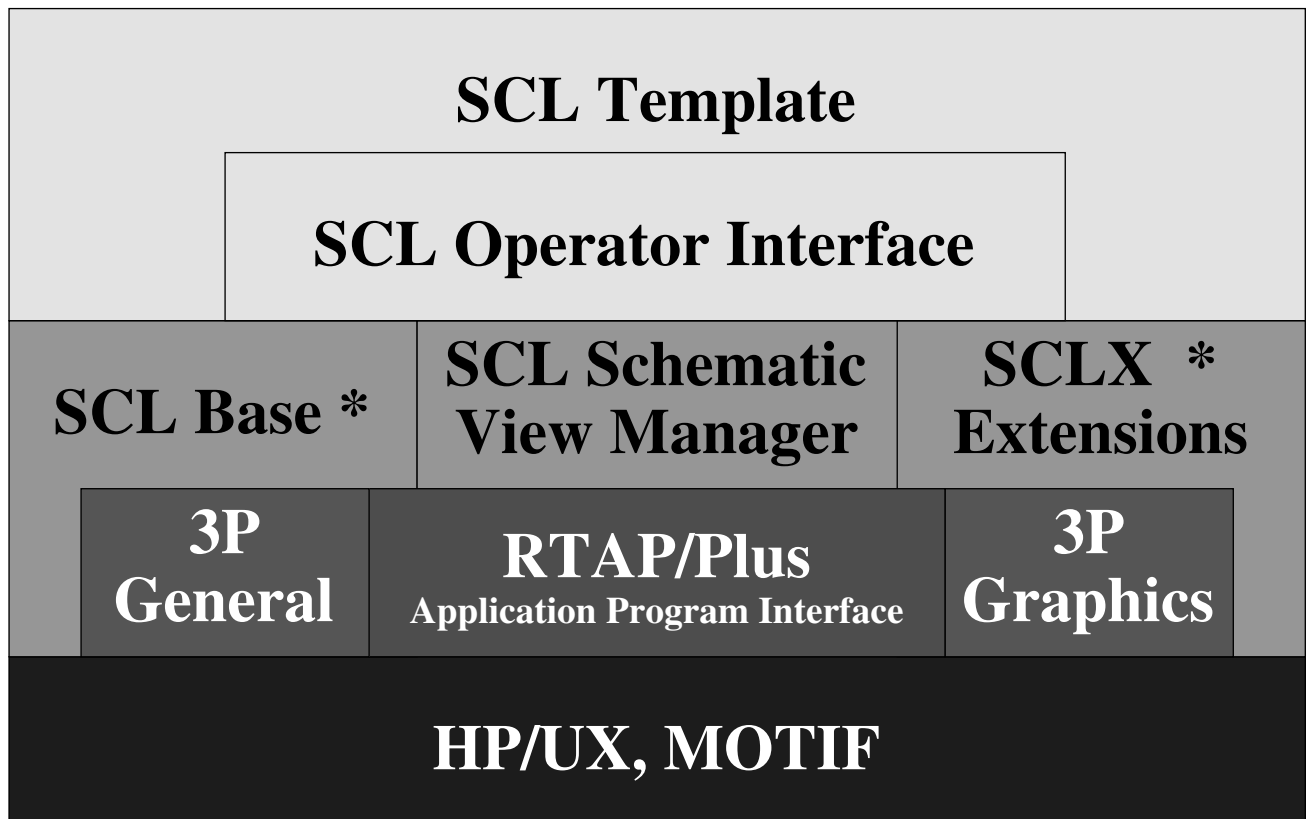 SCL Template
SCL Operator Interface
SCL Base *
SCL Schematic
View Manager
SCLX *
Extensions
3P
General
RTAP/Plus
Application Program Interface
3P
Graphics
HP/UX, MOTIF